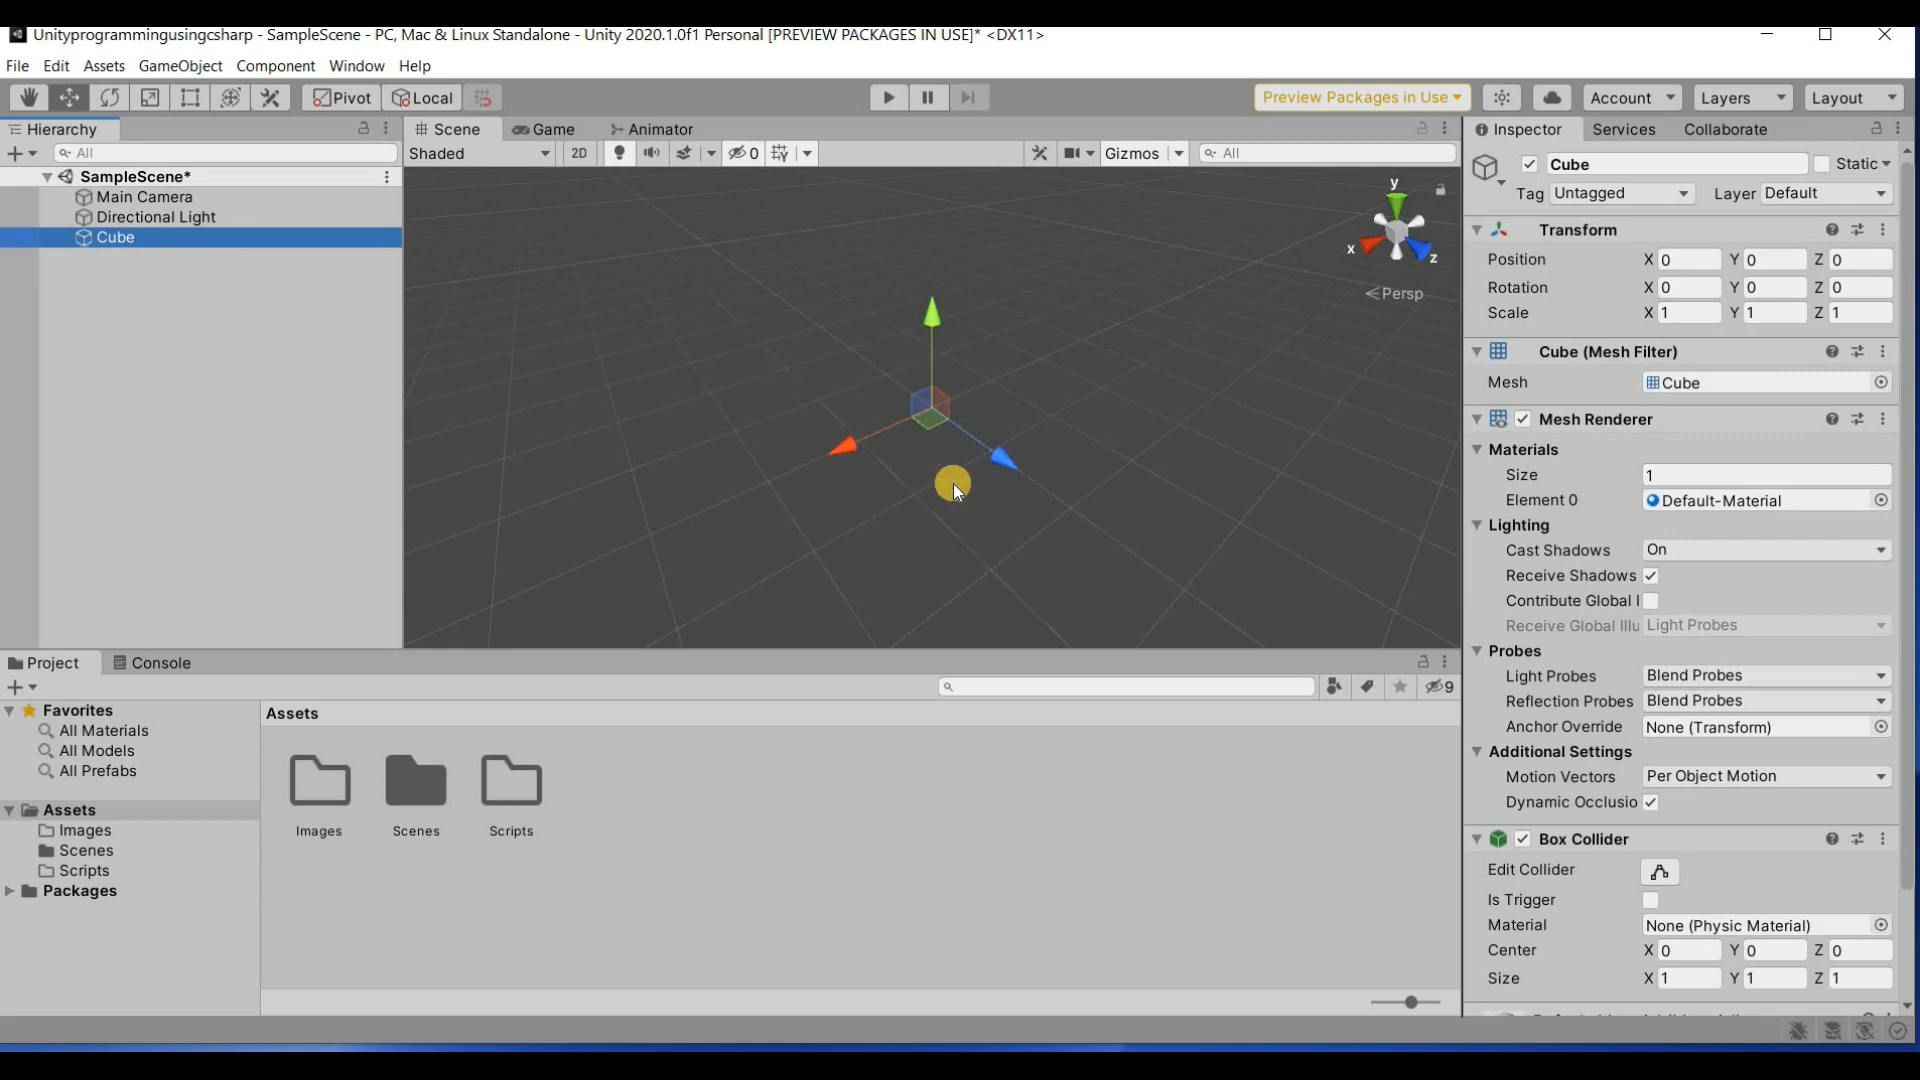 Unityprogrammingusingcsharp - SampleScene - PC, Mac & Linux Standalone - Unity 2020.1.0f1 Personal [PREVIEW PACKAGES IN USE]* <DX11>
File Edit Assets GameObject Component Window Help
Pivot Local Preview Packages in Use Account Layers Layout
Hierarchy Scene Game Animator Inspector Services Collaborate
All Shaded 2D 0 Gizmos All
SampleScene*
Main Camera
Directional Light
Cube
y
x
z
Persp
Cube Static
Tag Untagged Layer Default
Transform
Position X 0 Y 0 Z 0
Rotation X 0 Y 0 Z 0
Scale X 1 Y 1 Z 1
Cube (Mesh Filter)
Mesh Cube
Mesh Renderer
Materials
Size 1
Element 0 Default-Material
Lighting
Cast Shadows On
Receive Shadows
Contribute Global I
Receive Global Illu Light Probes
Probes
Light Probes Blend Probes
Reflection Probes Blend Probes
Anchor Override None (Transform)
Additional Settings
Motion Vectors Per Object Motion
Dynamic Occlusio
Box Collider
Edit Collider
Is Trigger
Material None (Physic Material)
Center X 0 Y 0 Z 0
Size X 1 Y 1 Z 1
Project Console
9
Favorites
All Materials
All Models
All Prefabs
Assets
Images
Scenes
Scripts
Packages
Assets
Images Scenes Scripts